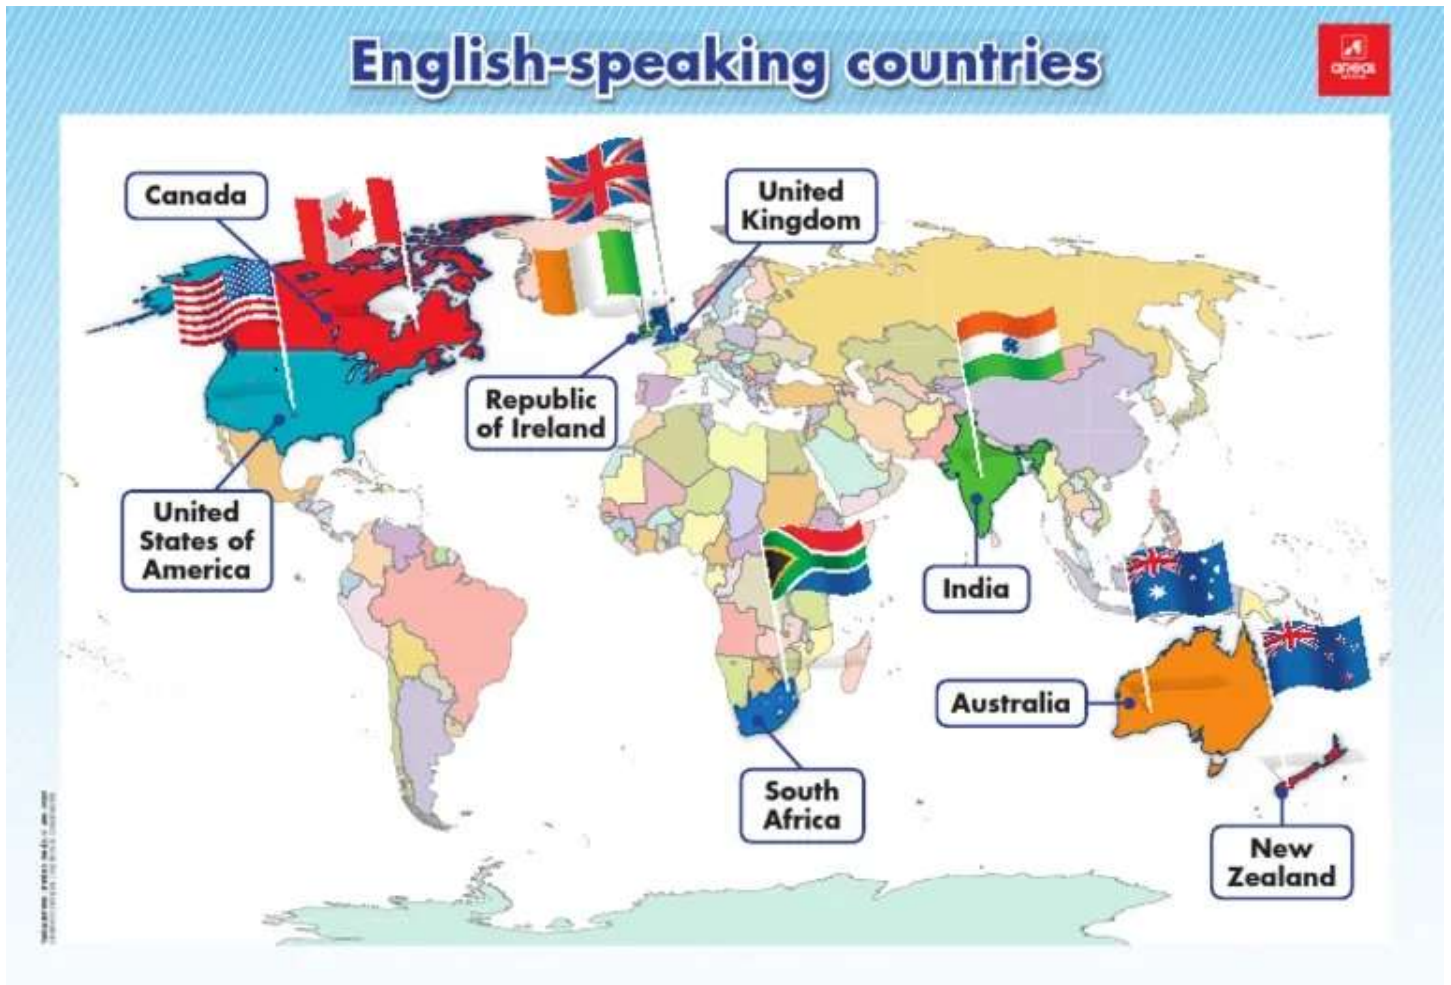 English-speaking countries
Canada
United
Kingdom
Republic
of Ireland
United
States of
America
India
Australia
South
Africa
New
Zealand